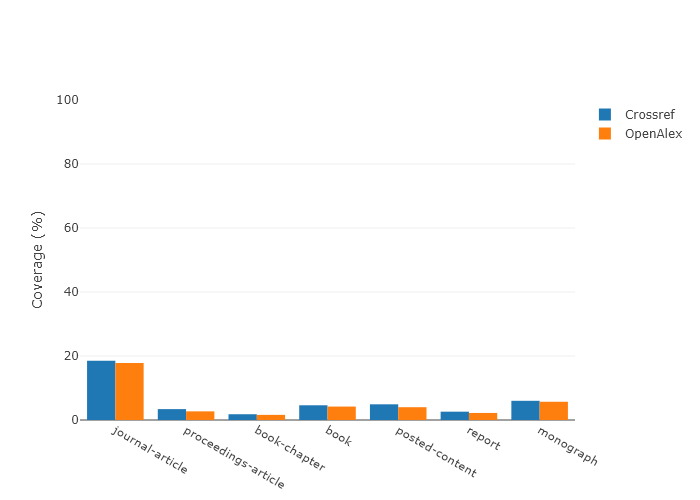 100
80
60
40
20
0
Coverage (%)
journal-article
proceedings-article
book-chapter
book
posted-content
report
monograph
Crossref
OpenAlex